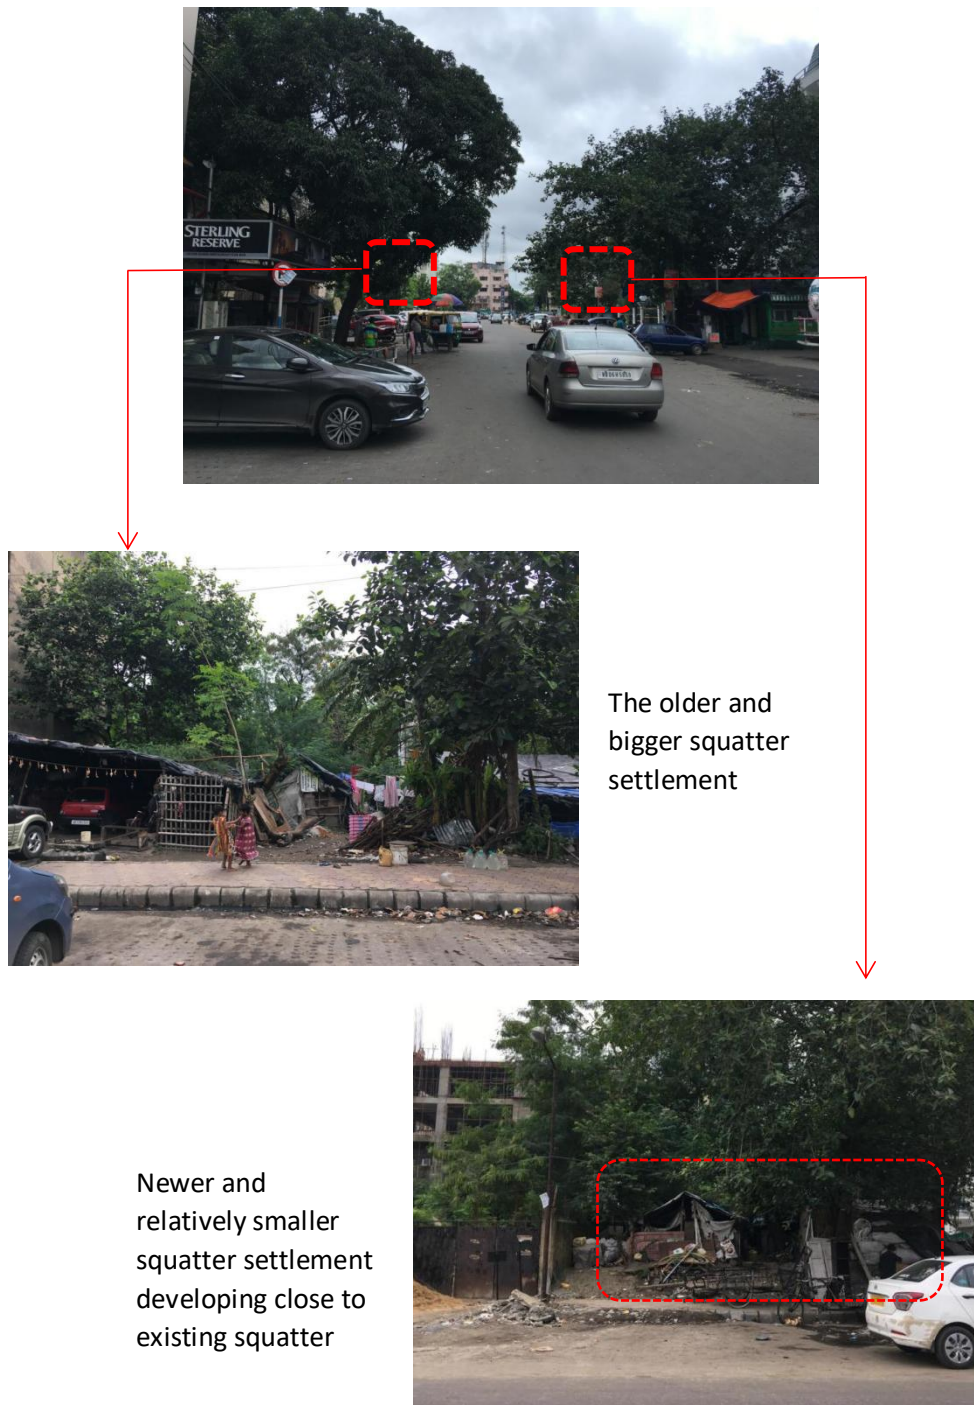 STERLING
RESERVE
The older and
bigger squatter
settlement
Newer and
relatively smaller
squatter settlement
developing close to
existing squatter